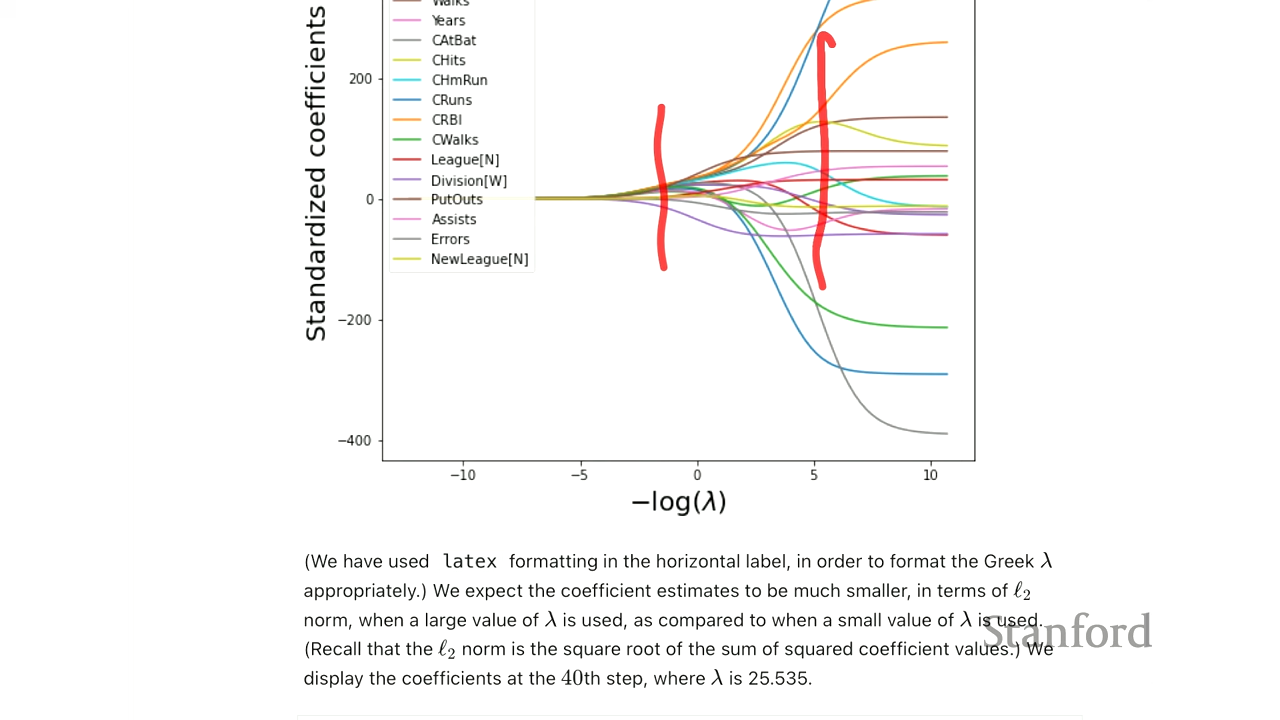 Walks
Years
CAtBat
CHits
CHmRun
CRuns
CRBI
CWalks
League[N]
Division[W]
PutOuts
Assists
Errors
NewLeague[N]
Standardized coefficients
200
0
−200
−400
−10 −5 0 5 10
−log(λ)
(We have used latex formatting in the horizontal label, in order to format the Greek λ
appropriately.) We expect the coefficient estimates to be much smaller, in terms of ℓ₂
norm, when a large value of λ is used, as compared to when a small value of λ is used.
(Recall that the ℓ₂ norm is the square root of the sum of squared coefficient values.) We
display the coefficients at the 40th step, where λ is 25.535.
Stanford